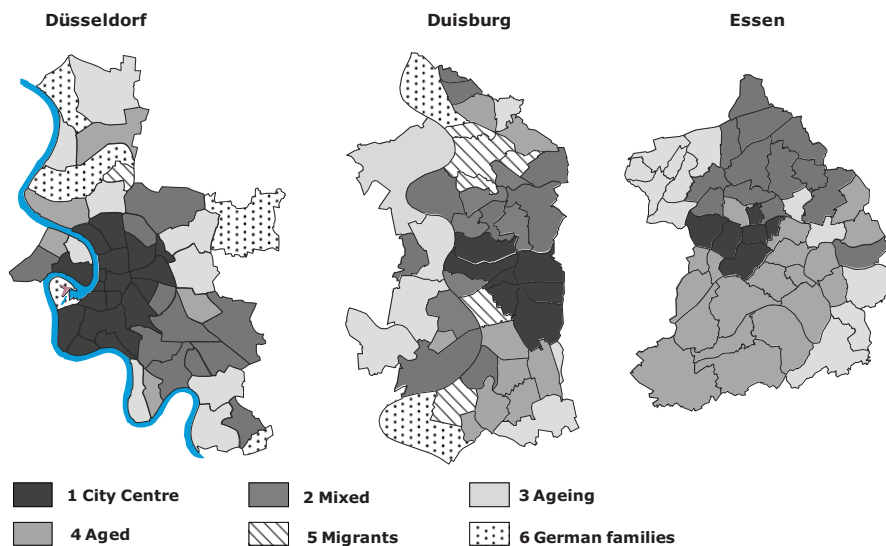 Düsseldorf Duisburg Essen
1 City Centre 2 Mixed 3 Ageing
4 Aged 5 Migrants 6 German families